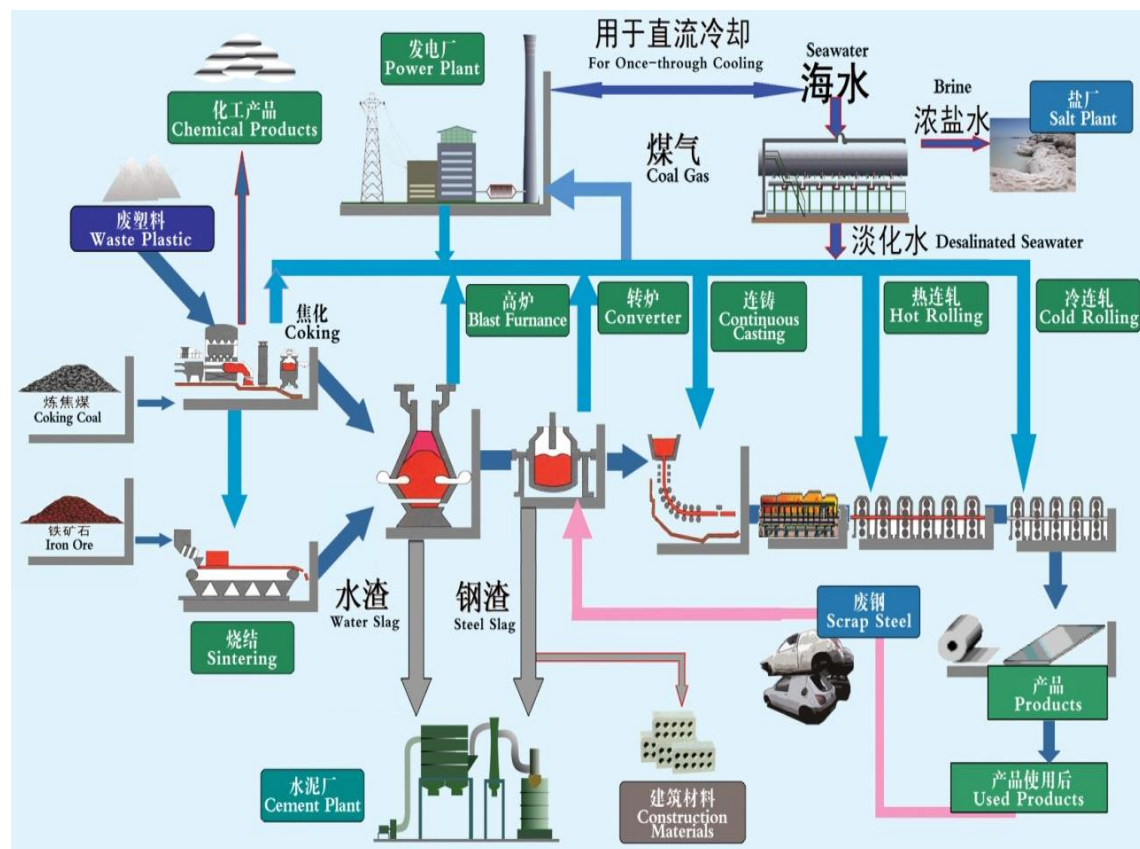 发电厂
Power Plant
用于直流冷却
For Once-through Cooling
Seawater
海水
Brine
浓盐水
盐厂
Salt Plant
化工产品
Chemical Products
煤气
Coal Gas
废塑料
Waste Plastic
淡化水 Desalinated Seawater
焦化
Coking
高炉
Blast Furnance
转炉
Converter
连铸
Continuous
Casting
热连轧
Hot Rolling
冷连轧
Cold Rolling
炼焦煤
Coking Coal
铁矿石
Iron Ore
水渣
Water Slag
钢渣
Steel Slag
废钢
Scrap Steel
烧结
Sintering
产品
Products
水泥厂
Cement Plant
建筑材料
Construction
Materials
产品使用后
Used Products